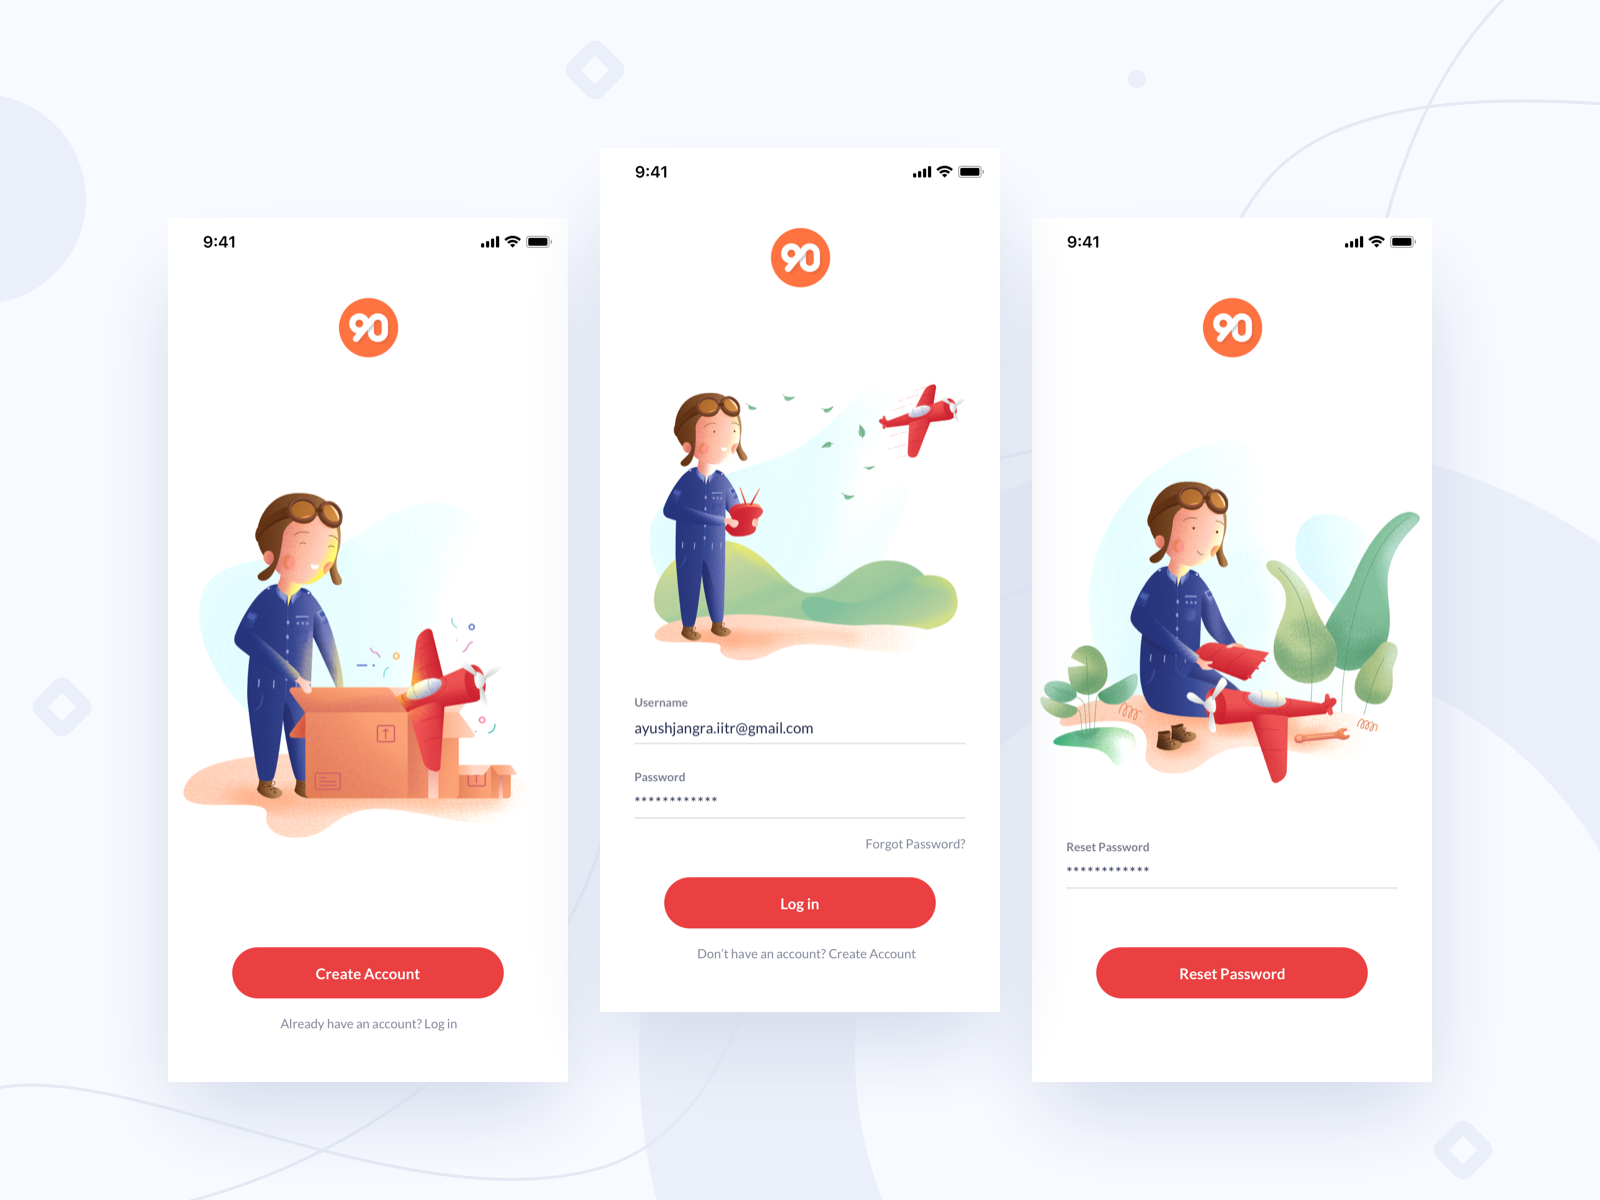 9:41
90
Create Account
Already have an account? Log in
9:41
90
Username
ayushjangra.iitr@gmail.com
Password
************
Forgot Password?
Log in
Don't have an account? Create Account
9:41
90
Reset Password
************
Reset Password